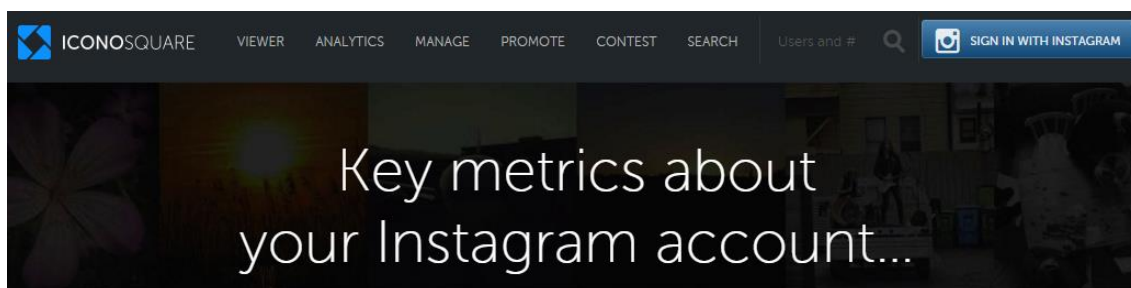 ICONOSQUARE VIEWER ANALYTICS MANAGE PROMOTE CONTEST SEARCH Users and # SIGN IN WITH INSTAGRAM
Key metrics about
your Instagram account...